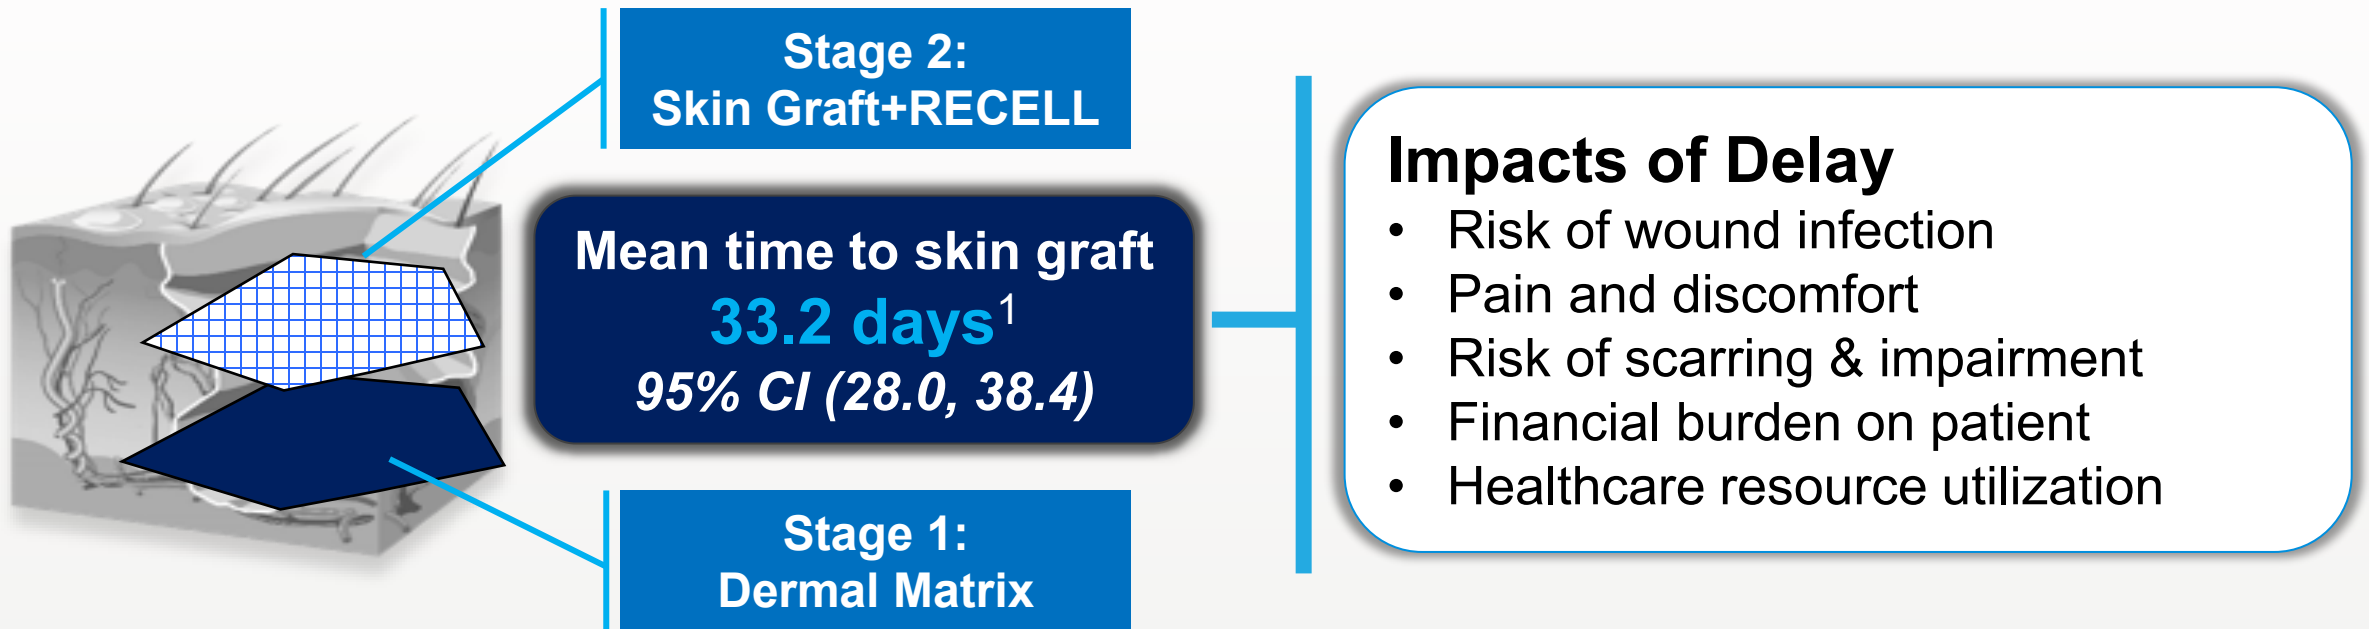 Stage 2:
Skin Graft+RECELL
Mean time to skin graft
33.2 days¹
95% CI (28.0, 38.4)
Stage 1:
Dermal Matrix
Impacts of Delay
• Risk of wound infection
• Pain and discomfort
• Risk of scarring & impairment
• Financial burden on patient
• Healthcare resource utilization